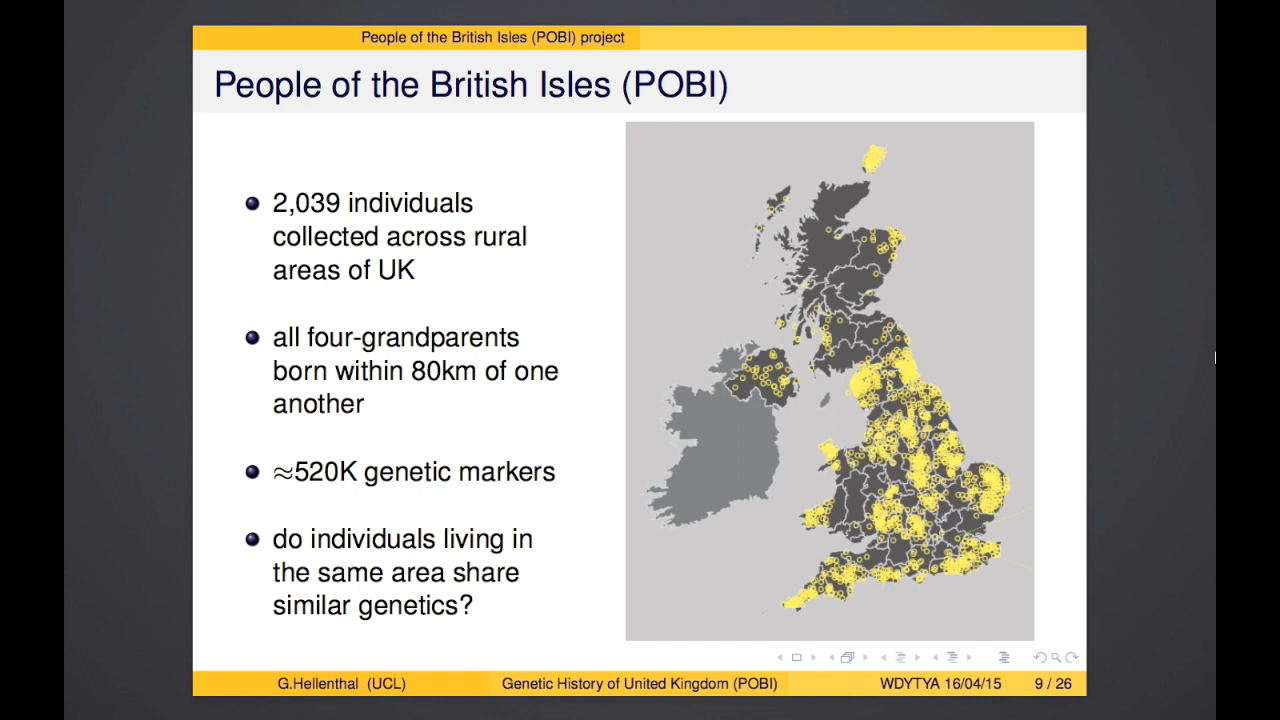 People of the British Isles (POBI) project
People of the British Isles (POBI)
2,039 individuals
collected across rural
areas of UK
all four-grandparents
born within 80km of one
another
≈520K genetic markers
do individuals living in
the same area share
similar genetics?
G.Hellenthal (UCL)
Genetic History of United Kingdom (POBI)
WDYTYA 16/04/15
9 / 26